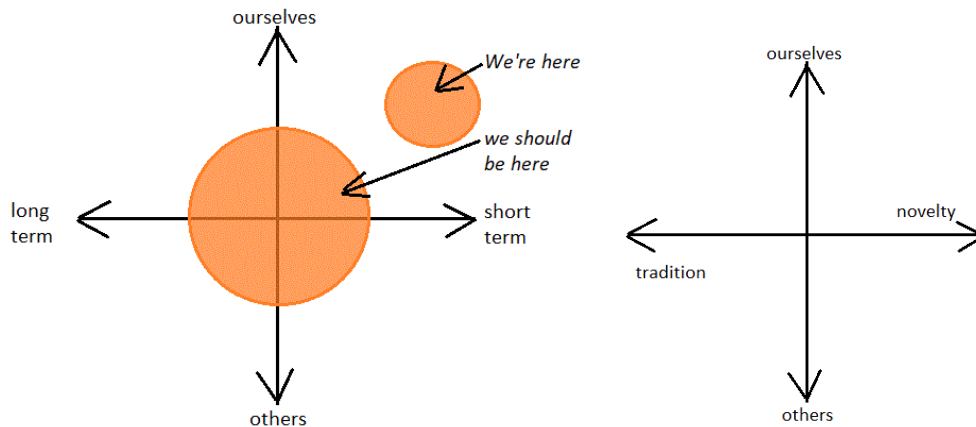 ourselves
We're here
we should
be here
long
term
short
term
others
ourselves
novelty
tradition
others